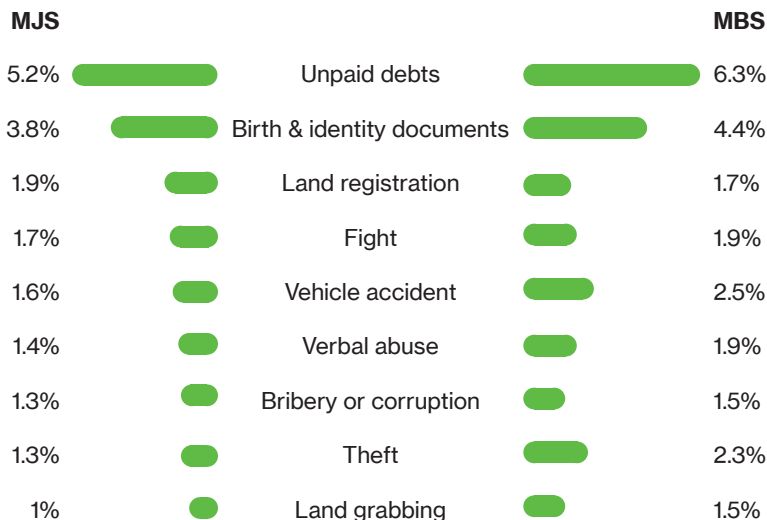 MJS MBS
5.2% Unpaid debts 6.3%
3.8% Birth & identity documents 4.4%
1.9% Land registration 1.7%
1.7% Fight 1.9%
1.6% Vehicle accident 2.5%
1.4% Verbal abuse 1.9%
1.3% Bribery or corruption 1.5%
1.3% Theft 2.3%
1% Land grabbing 1.5%